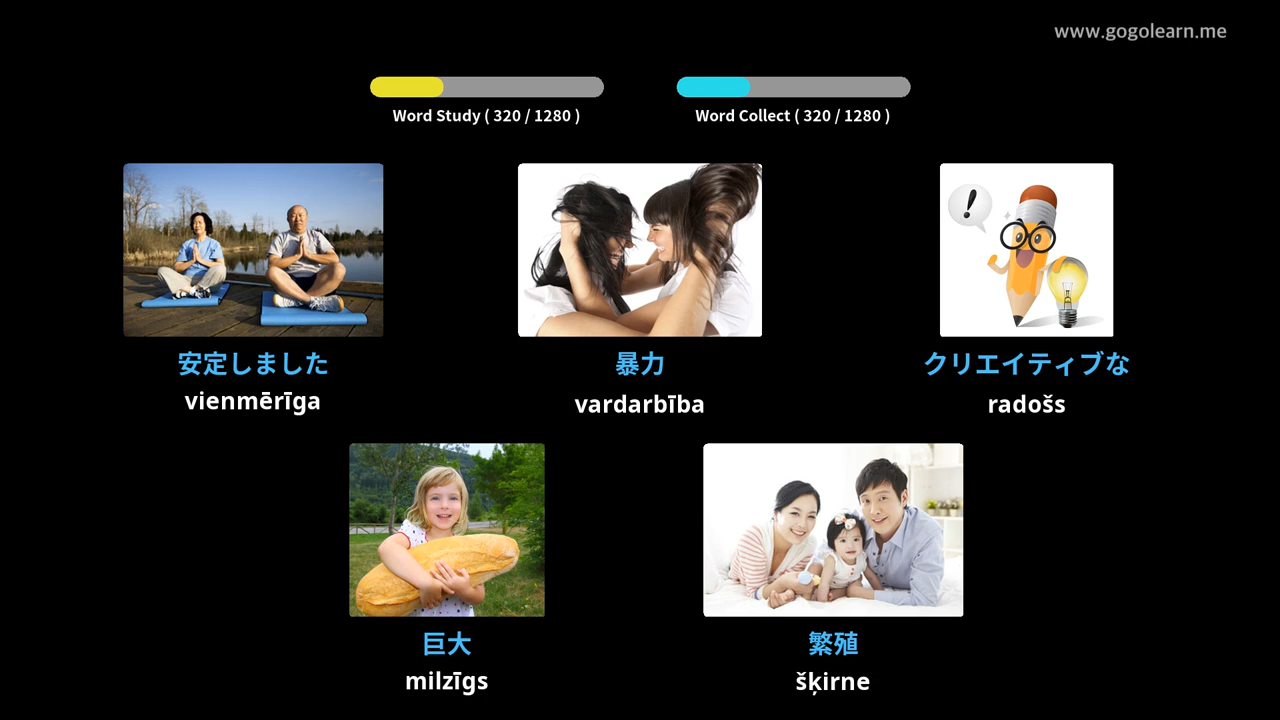 www.gogolearn.me
Word Study ( 320 / 1280 )
Word Collect ( 320 / 1280 )
安定しました
vienmērīga
暴力
vardarbība
クリエイティブな
radošs
巨大
milzīgs
繁殖
šķirne